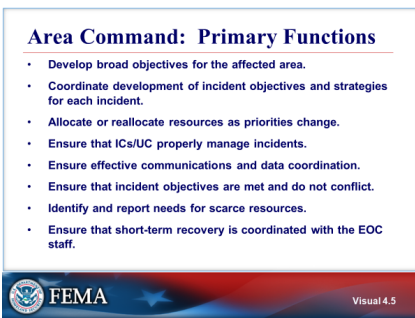 Area Command: Primary Functions
• Develop broad objectives for the affected area.
• Coordinate development of incident objectives and strategies
for each incident.
• Allocate or reallocate resources as priorities change.
• Ensure that ICs/UC properly manage incidents.
• Ensure effective communications and data coordination.
• Ensure that incident objectives are met and do not conflict.
• Identify and report needs for scarce resources.
• Ensure that short-term recovery is coordinated with the EOC
staff.
FEMA
Visual 4.5